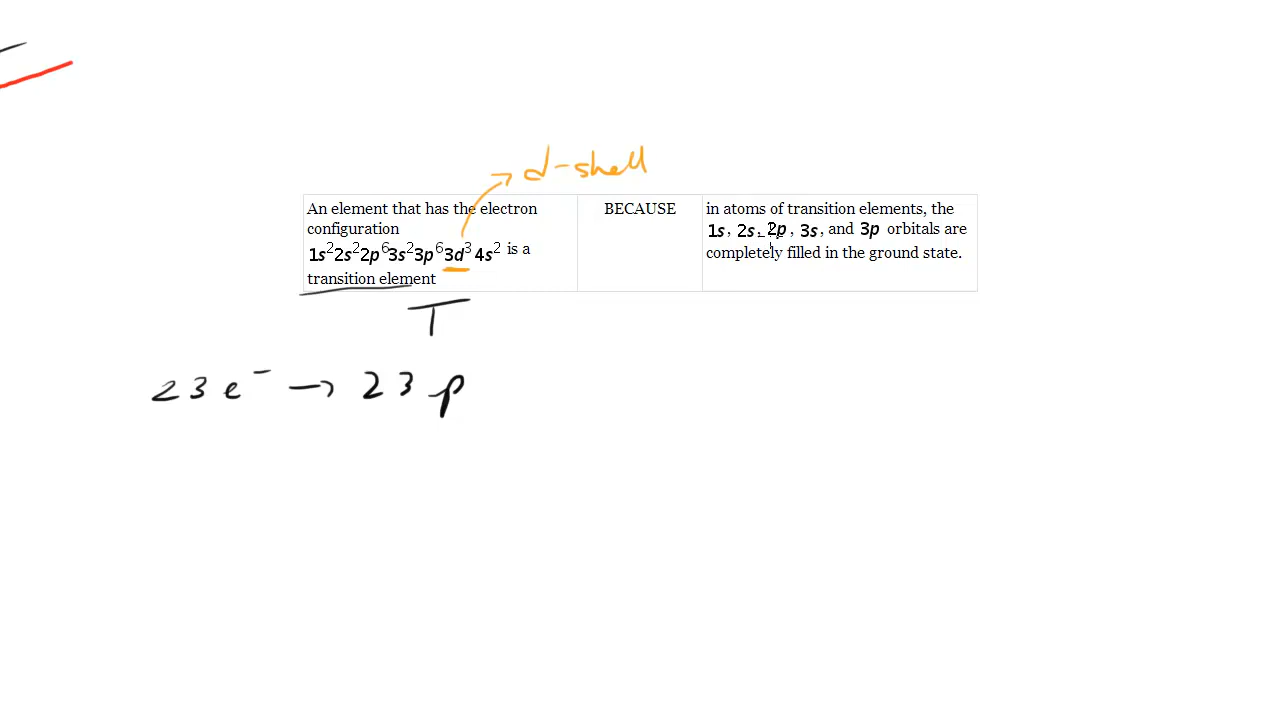 d-shell
An element that has the electron
configuration
1s²2s²2p⁶3s²3p⁶3d³4s² is a
transition element
BECAUSE
in atoms of transition elements, the
1s, 2s, 2p, 3s, and 3p orbitals are
completely filled in the ground state.
T
23 e⁻ → 23 p